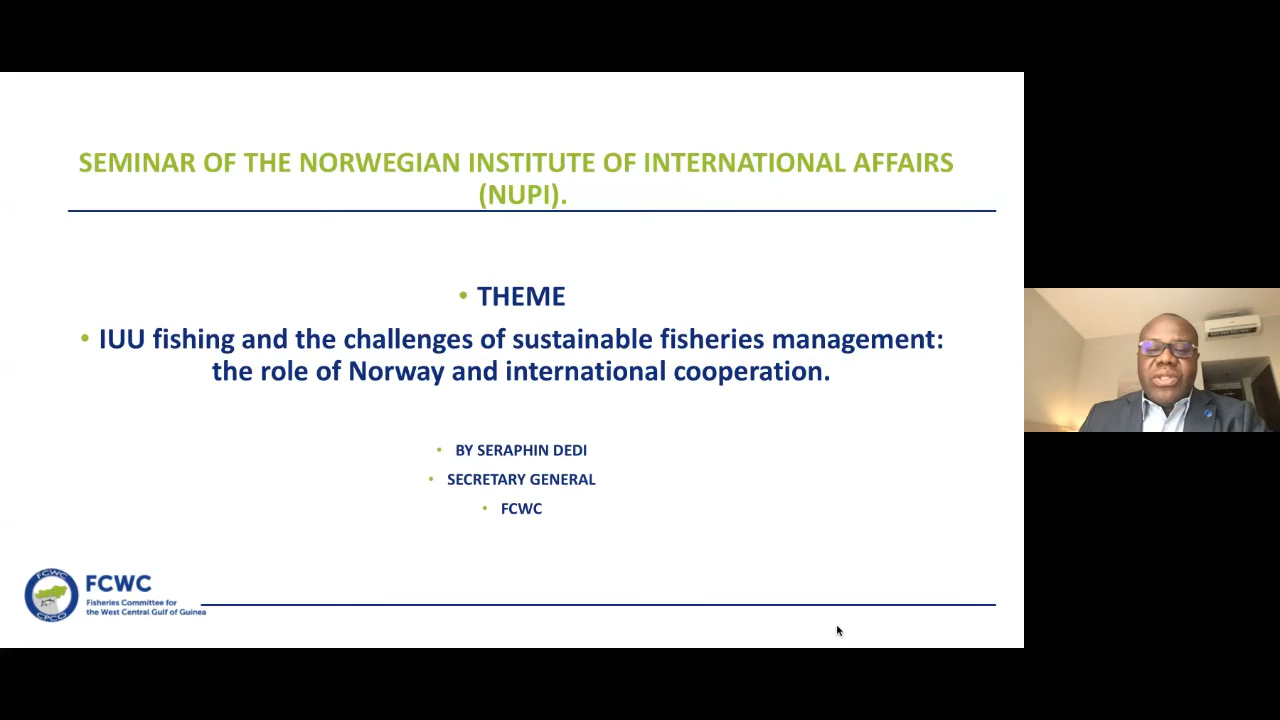 SEMINAR OF THE NORWEGIAN INSTITUTE OF INTERNATIONAL AFFAIRS
(NUPI).
• THEME
• IUU fishing and the challenges of sustainable fisheries management:
the role of Norway and international cooperation.
• BY SERAPHIN DEDI
• SECRETARY GENERAL
• FCWC
FCWC
CPCO
FCWC
Fisheries Committee for
the West Central Gulf of Guinea